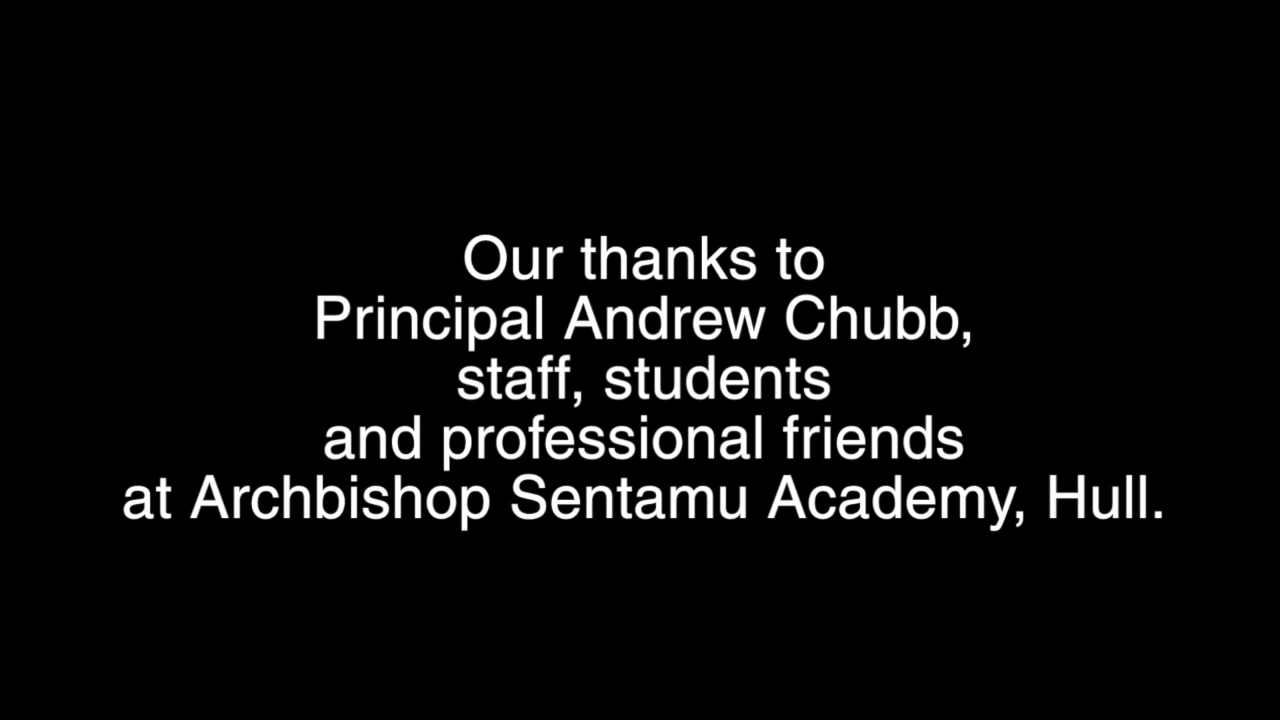 Our thanks to
Principal Andrew Chubb,
staff, students
and professional friends
at Archbishop Sentamu Academy, Hull.